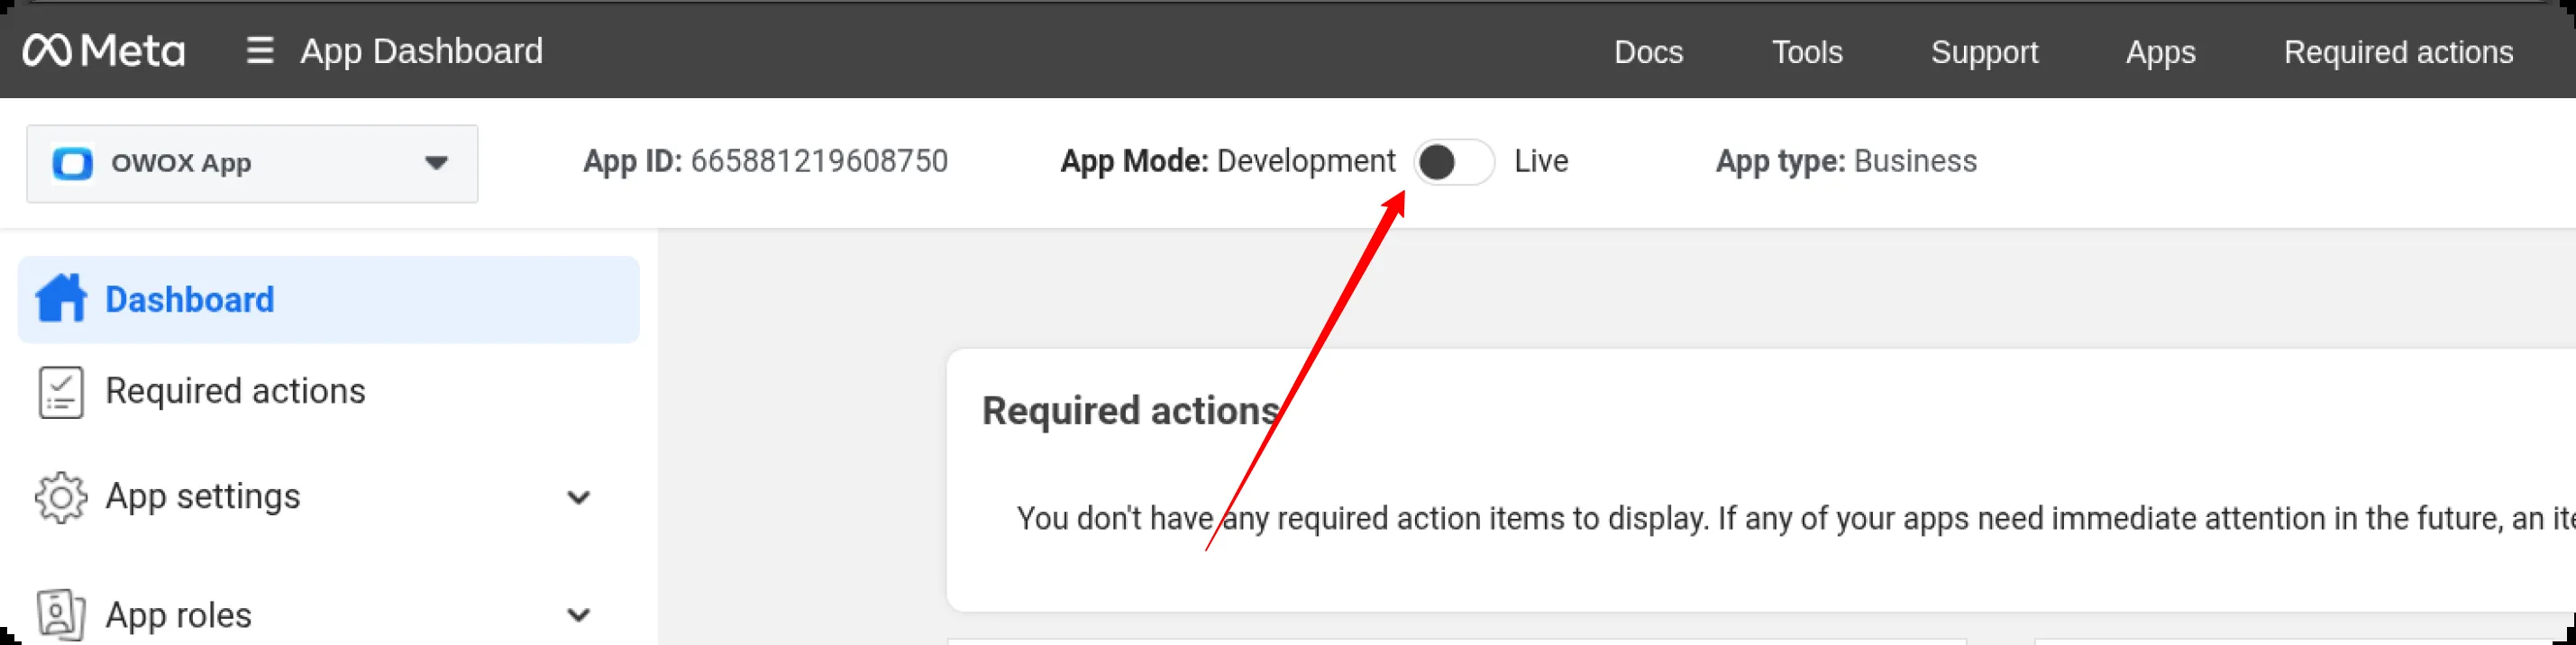 Meta App Dashboard Docs Tools Support Apps Required actions
OWOX App App ID: 665881219608750 App Mode: Development Live App type: Business
Dashboard
Required actions
App settings
App roles
Required actions
You don't have any required action items to display. If any of your apps need immediate attention in the future, an